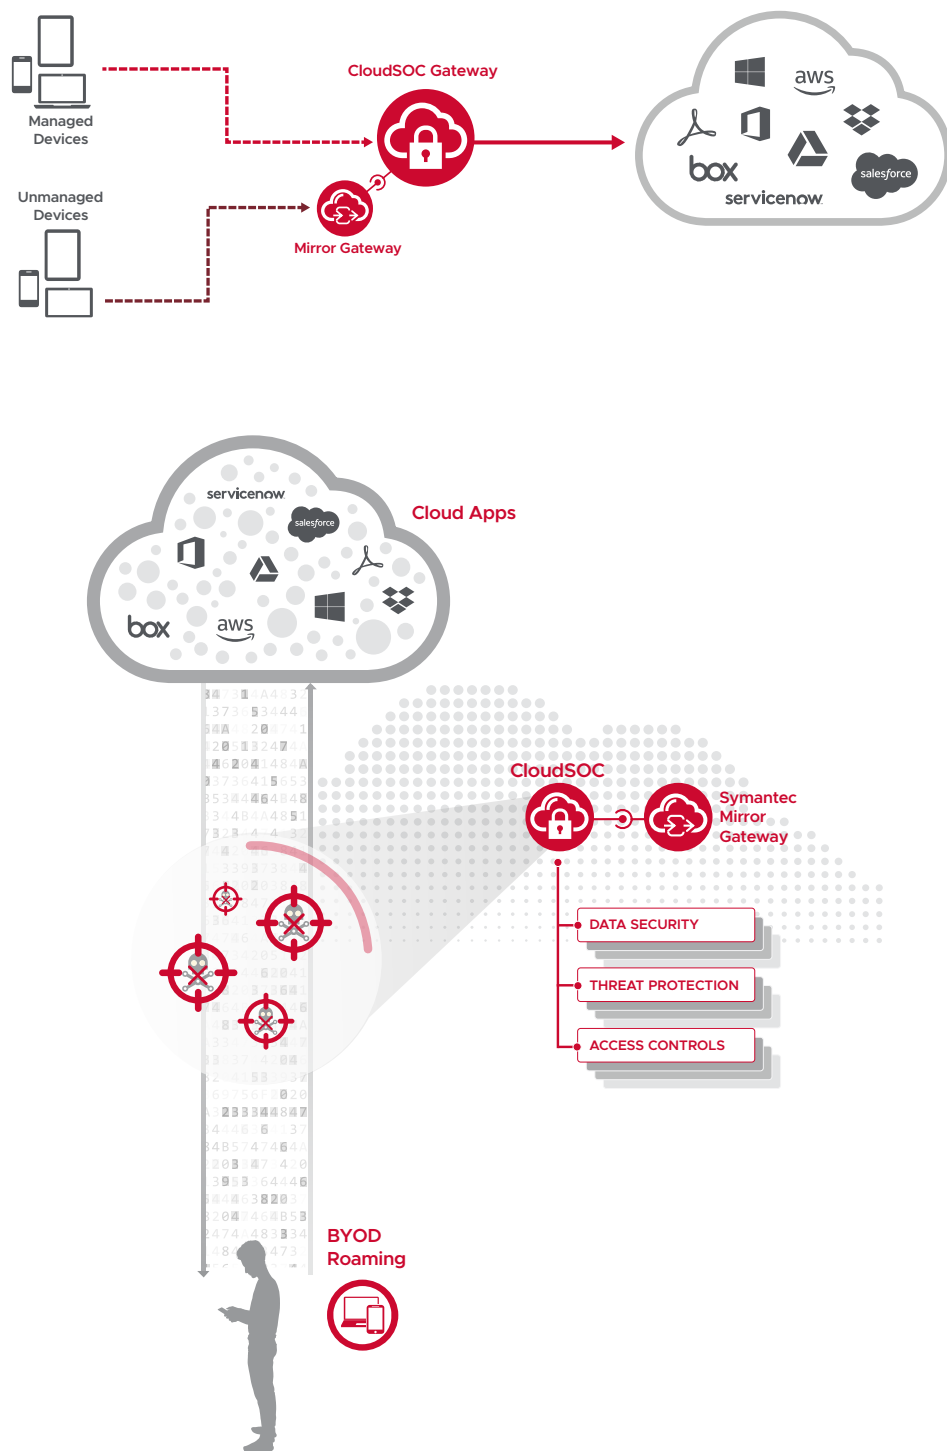 CloudSOC Gateway
aws
Managed
Devices
box
salesforce
servicenow
Unmanaged
Devices
Mirror Gateway
servicenow
salesforce
Cloud Apps
box
aws
CloudSOC
Symantec
Mirror
Gateway
DATA SECURITY
THREAT PROTECTION
ACCESS CONTROLS
BYOD
Roaming